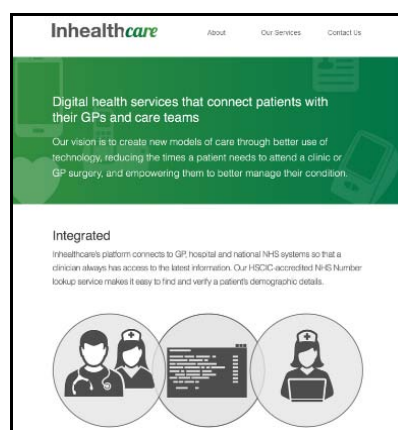 Inhealthcare
About Our Services Contact Us
Digital health services that connect patients with
their GPs and care teams
Our vision is to create new models of care through better use of
technology, reducing the times a patient needs to attend a clinic or
GP surgery, and empowering them to better manage their condition.
Integrated
Inhealthcare's platform connects to GP, hospital and national NHS systems so that a
clinician always has access to the latest information. Our HSCIC-accredited NHS Number
lookup service makes it easy to find and verify a patient's demographic details.